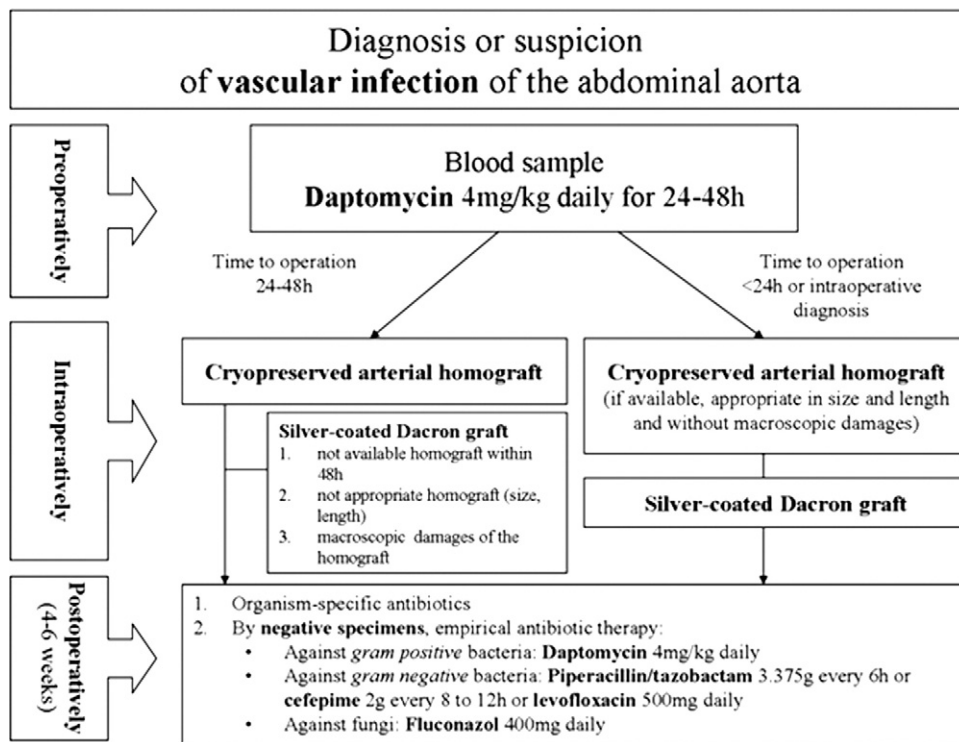 Diagnosis or suspicion
of vascular infection of the abdominal aorta
Preoperatively
Blood sample
Daptomycin 4mg/kg daily for 24-48h
Time to operation
24-48h
Time to operation
<24h or intraoperative
diagnosis
Intraoperatively
Cryopreserved arterial homograft
Silver-coated Dacron graft
1. not available homograft within
48h
2. not appropriate homograft (size,
length)
3. macroscopic damages of the
homograft
Cryopreserved arterial homograft
(if available, appropriate in size and length
and without macroscopic damages)
Silver-coated Dacron graft
Postoperatively
(4-6 weeks)
1. Organism-specific antibiotics
2. By negative specimens, empirical antibiotic therapy:
• Against gram positive bacteria: Daptomycin 4mg/kg daily
• Against gram negative bacteria: Piperacillin/tazobactam 3.375g every 6h or
cefepime 2g every 8 to 12h or levofloxacin 500mg daily
• Against fungi: Fluconazol 400mg daily